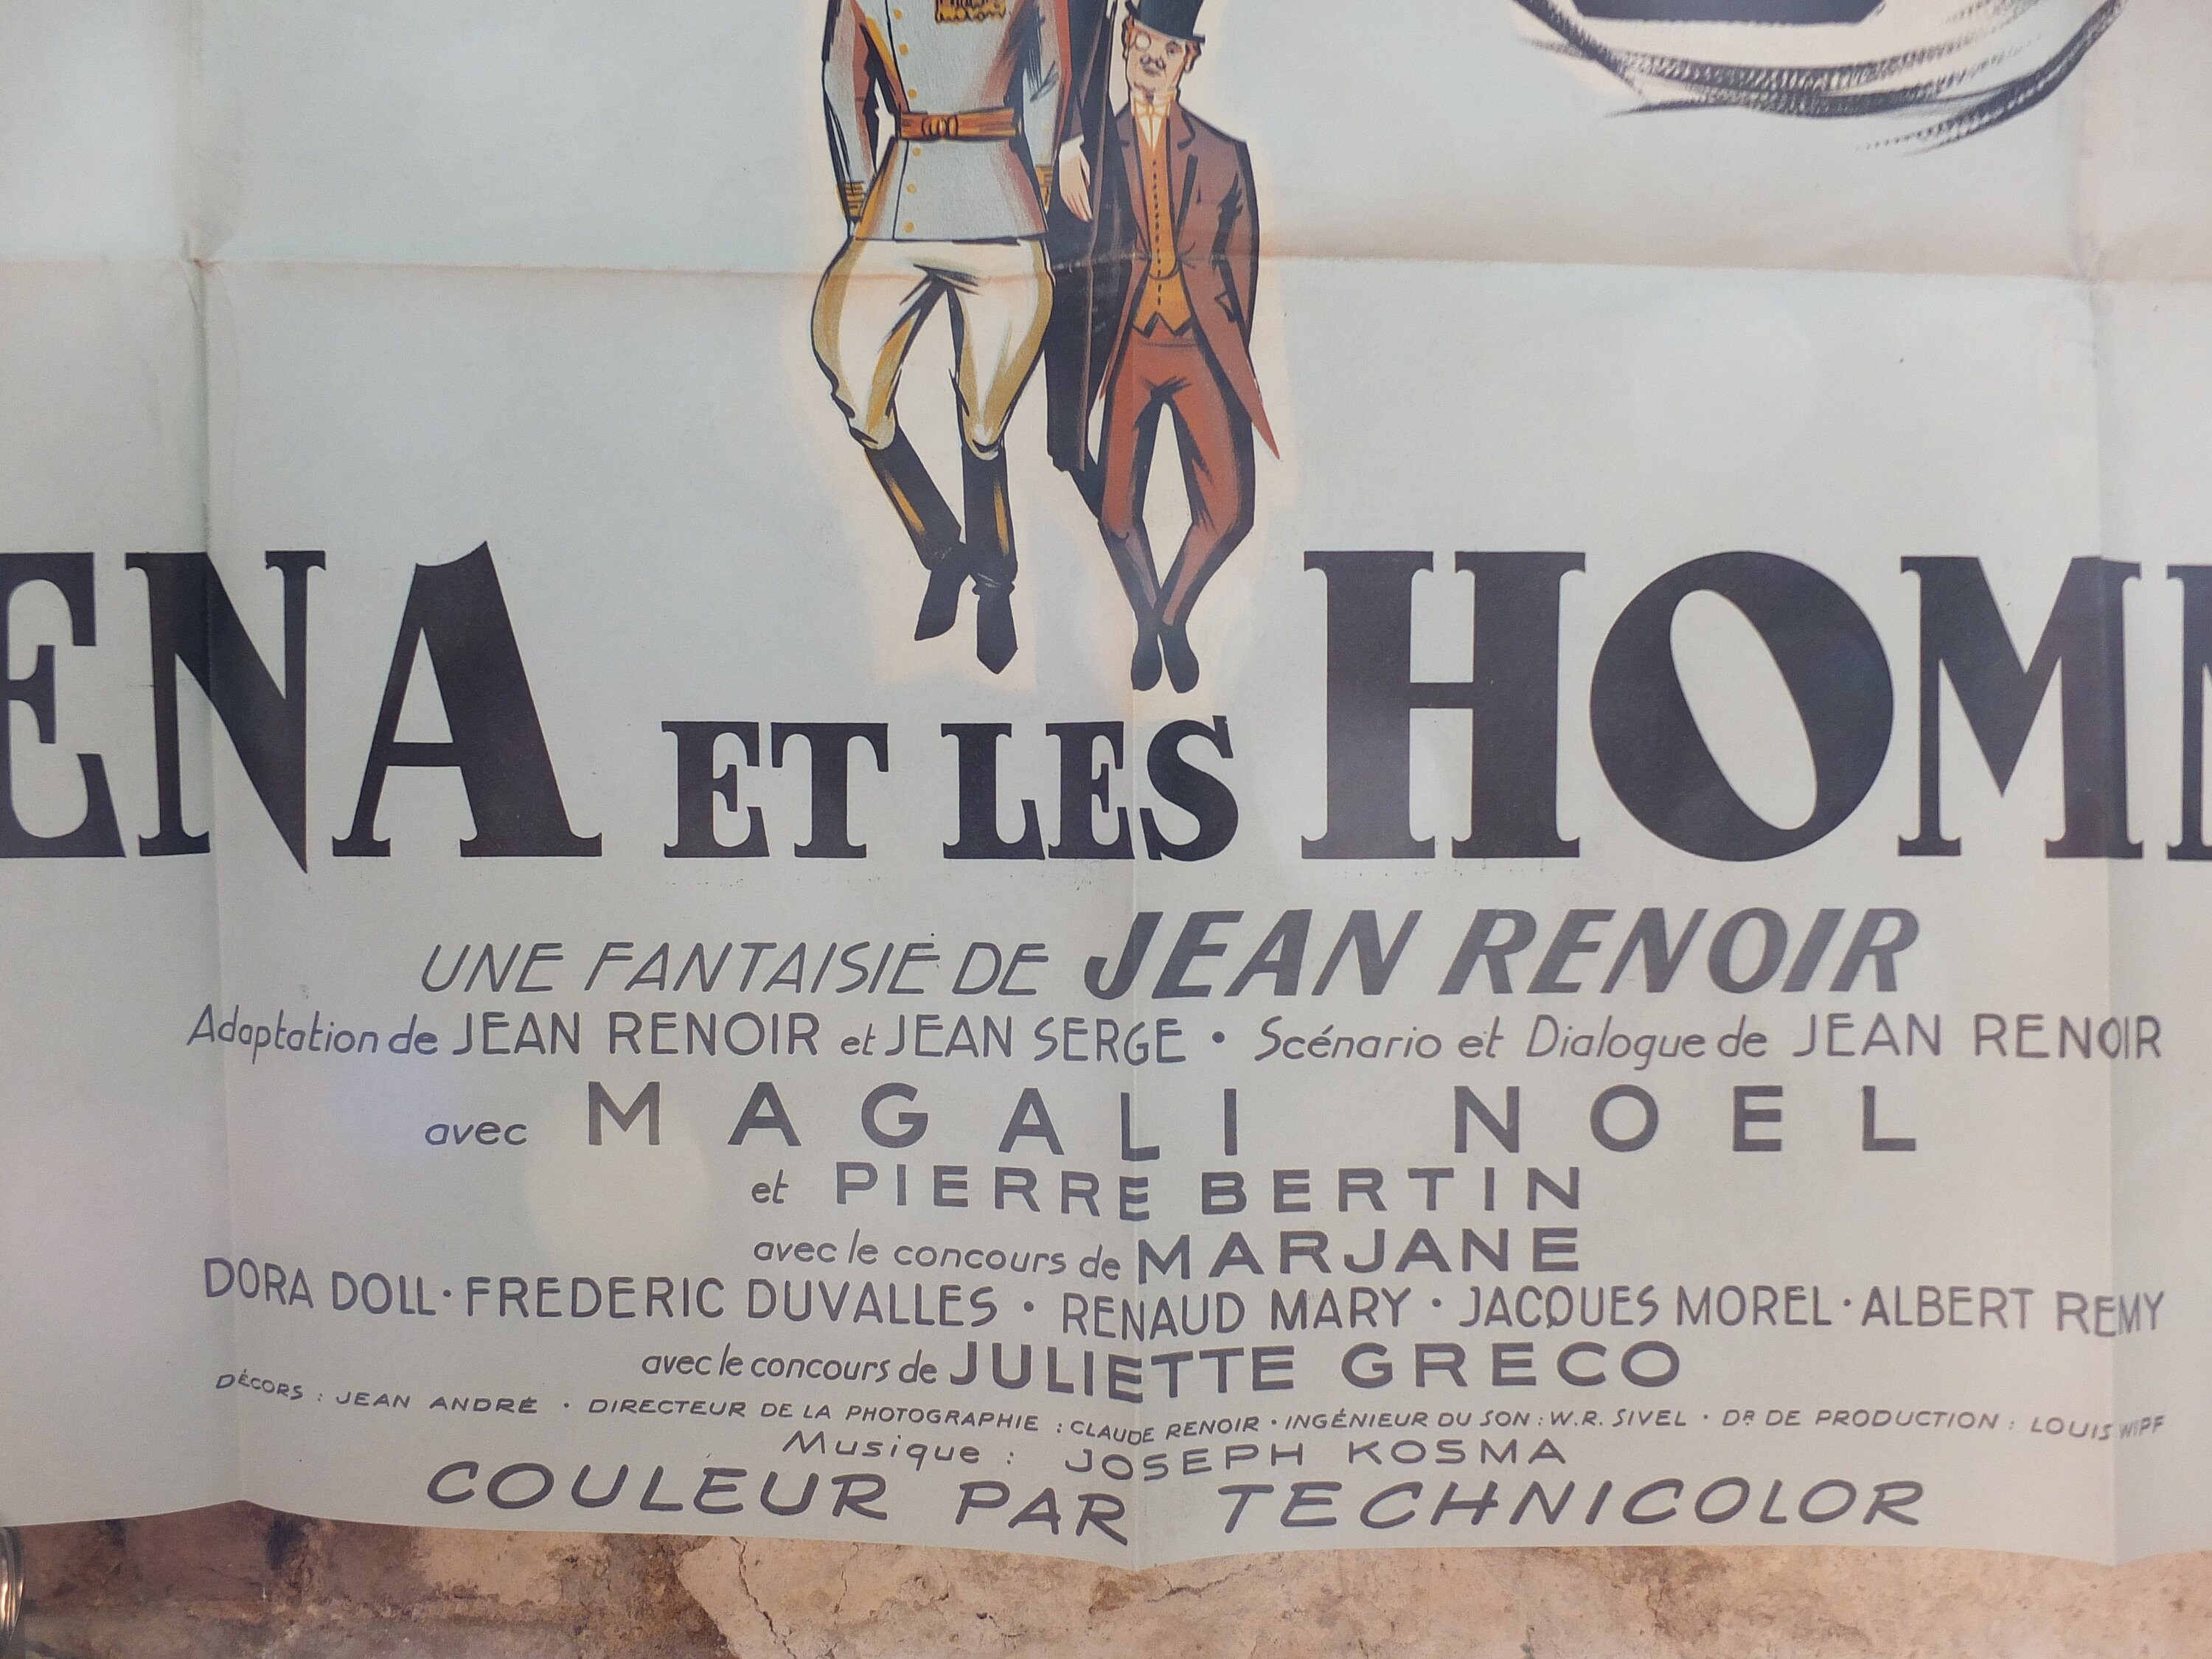 ENA ET LES HOMM
UNE FANTAISIE DE JEAN RENOIR
Adaptation de JEAN RENOIR et JEAN SERGE • Scénario et Dialogue de JEAN RENOIR
avec MAGALI NOEL
et PIERRE BERTIN
avec le concours de MARJANE
DORA DOLL • FREDERIC DUVALLES • RENAUD MARY • JACQUES MOREL • ALBERT REMY
avec le concours de JULIETTE GRECO
DÉCORS : JEAN ANDRÉ • DIRECTEUR DE LA PHOTOGRAPHIE : CLAUDE RENOIR • INGÉNIEUR DU SON : W.R. SIVEL • DR DE PRODUCTION : LOUIS WIPF
Musique : JOSEPH KOSMA
COULEUR PAR TECHNICOLOR